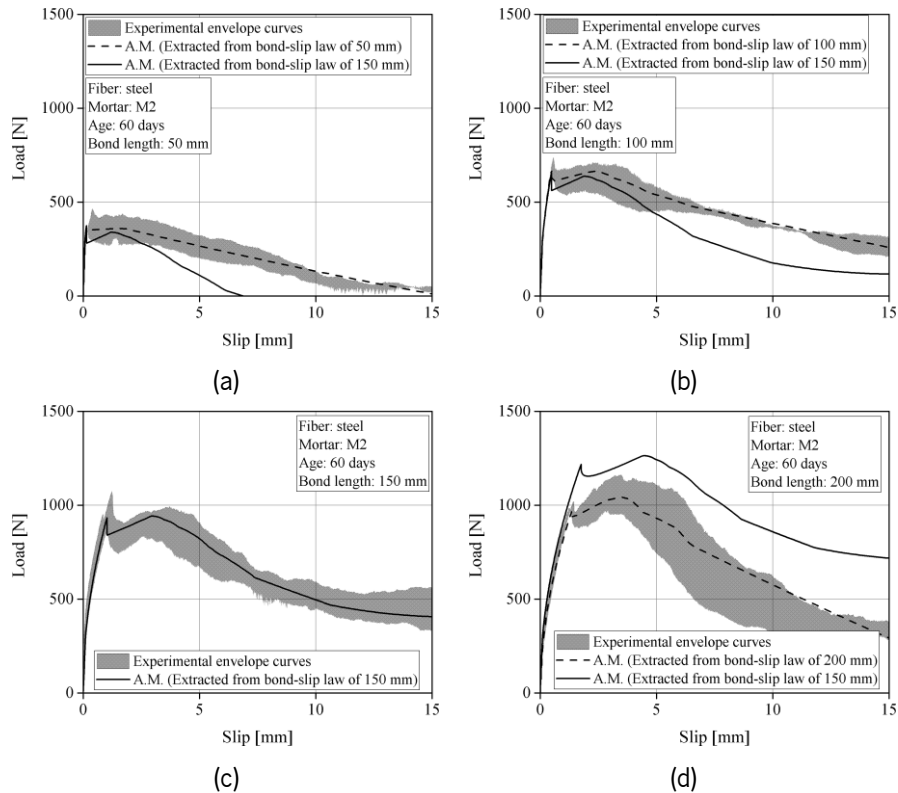 1500
Experimental envelope curves
A.M. (Extracted from bond-slip law of 50 mm)
A.M. (Extracted from bond-slip law of 150 mm)
Fiber: steel
Mortar: M2
Age: 60 days
Bond length: 50 mm
1000
500
0
Load [N]
0 5 10 15
Slip [mm]
(a)
1500
Experimental envelope curves
A.M. (Extracted from bond-slip law of 100 mm)
A.M. (Extracted from bond-slip law of 150 mm)
Fiber: steel
Mortar: M2
Age: 60 days
Bond length: 100 mm
1000
500
0
Load [N]
0 5 10 15
Slip [mm]
(b)
1500
Fiber: steel
Mortar: M2
Age: 60 days
Bond length: 150 mm
1000
500
0
Load [N]
Experimental envelope curves
A.M. (Extracted from bond-slip law of 150 mm)
0 5 10 15
Slip [mm]
(c)
1500
Fiber: steel
Mortar: M2
Age: 60 days
Bond length: 200 mm
1000
500
0
Load [N]
Experimental envelope curves
A.M. (Extracted from bond-slip law of 200 mm)
A.M. (Extracted from bond-slip law of 150 mm)
0 5 10 15
Slip [mm]
(d)